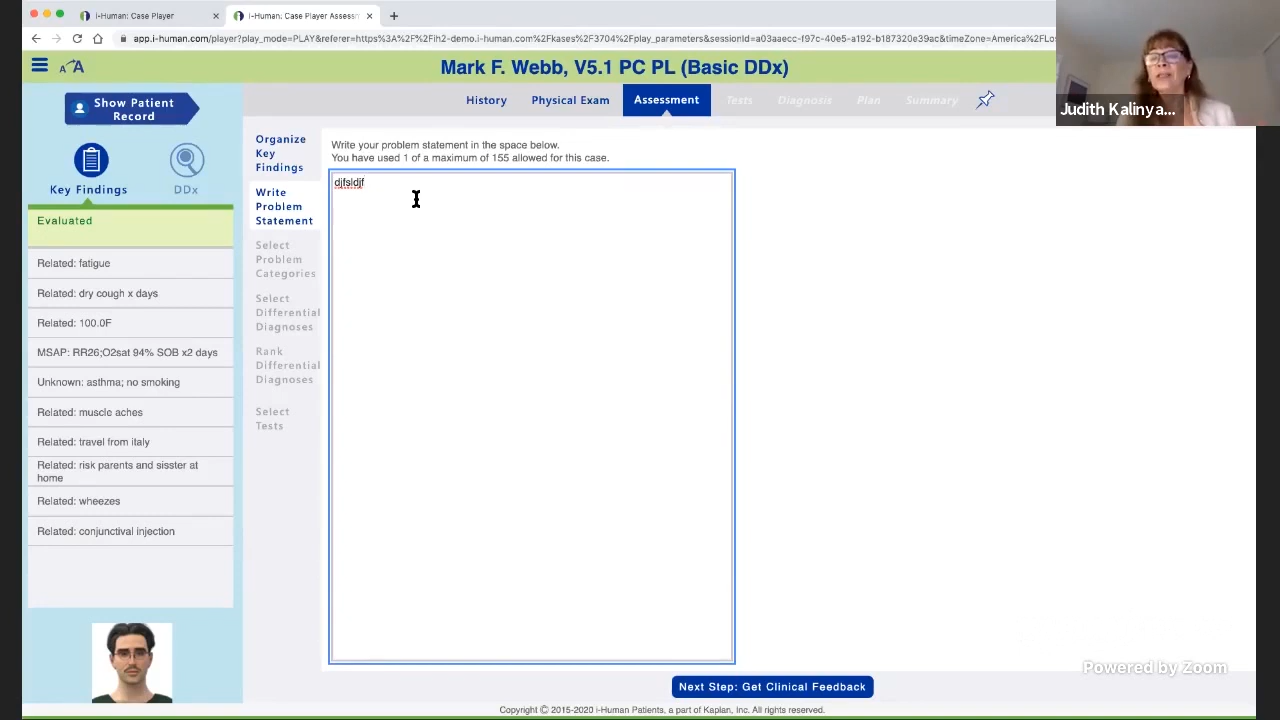 i-Human: Case Player
i-Human: Case Player Assessm
app.i-human.com/player?play_mode=PLAY&referer=https%3A%2F%2Fih2-demo.i-human.com%2Fkases%2F3704%2Fplay_parameters&sessionId=a03aaecc-f97c-40e5-a192-b187320e39ac&timeZone=America%2FLos
Judith Kalinya...
Mark F. Webb, V5.1 PC PL (Basic DDx)
Show Patient
Record
History
Physical Exam
Assessment
Tests
Diagnosis
Plan
Summary
Key Findings
DDx
Evaluated
Related: fatigue
Related: dry cough x days
Related: 100.0F
MSAP: RR26;O2sat 94% SOB x2 days
Unknown: asthma; no smoking
Related: muscle aches
Related: travel from italy
Related: risk parents and sisster at
home
Related: wheezes
Related: conjunctival injection
Organize
Key
Findings
Write
Problem
Statement
Select
Problem
Categories
Select
Differential
Diagnoses
Rank
Differential
Diagnoses
Select
Tests
Write your problem statement in the space below.
You have used 1 of a maximum of 155 allowed for this case.
Next Step: Get Clinical Feedback
Powered by Zoom
Copyright © 2015-2020 i-Human Patients, a part of Kaplan, Inc. All rights reserved.